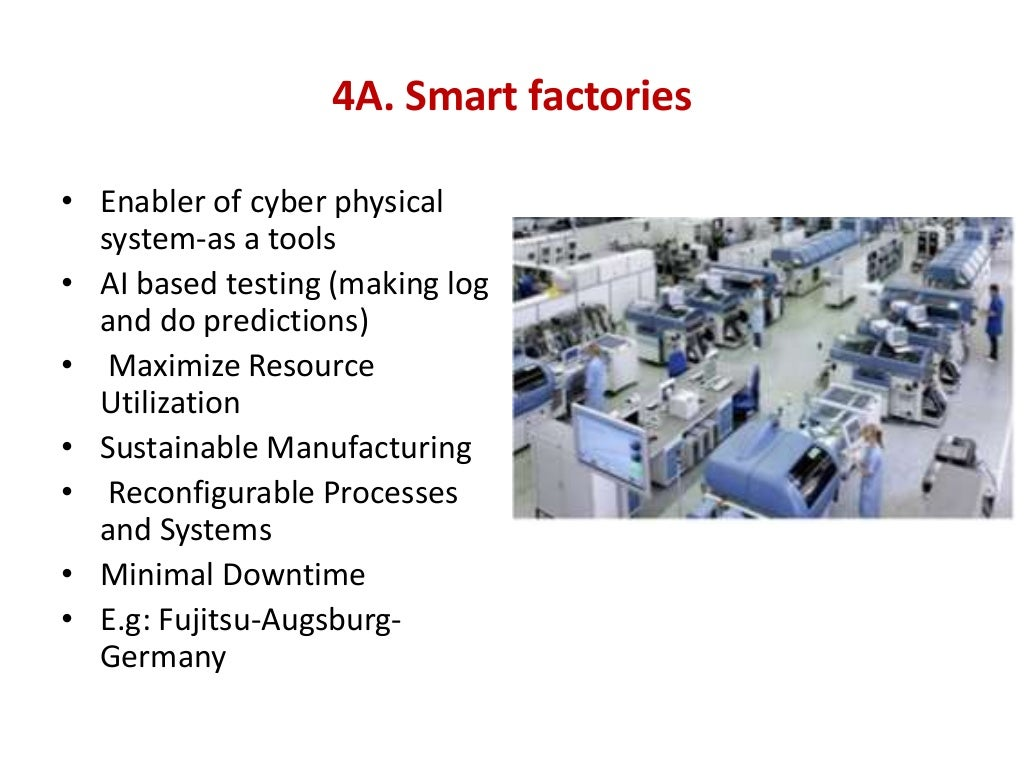 4A. Smart factories
• Enabler of cyber physical
system-as a tools
• AI based testing (making log
and do predictions)
• Maximize Resource
Utilization
• Sustainable Manufacturing
• Reconfigurable Processes
and Systems
• Minimal Downtime
• E.g: Fujitsu-Augsburg-
Germany